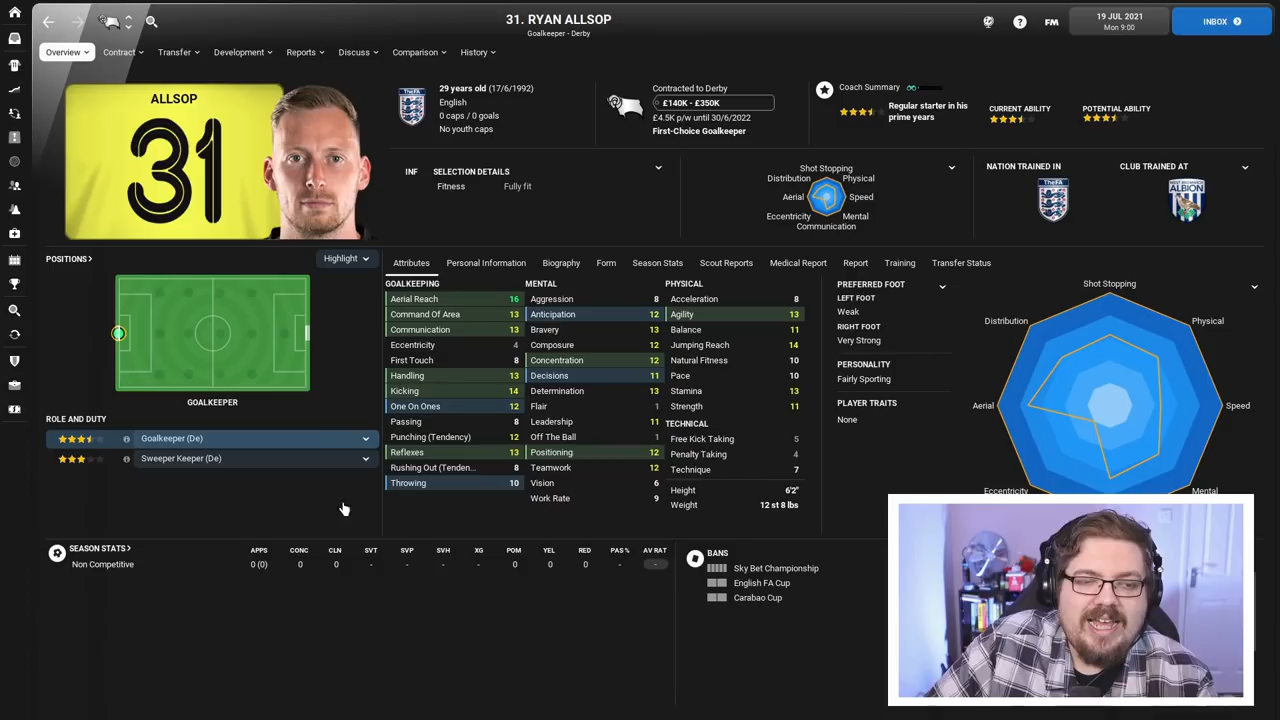 31. RYAN ALLSOP
Goalkeeper - Derby
FM
19 JUL 2021
Mon 9:00
INBOX
Overview
Contract
Transfer
Development
Reports
Discuss
Comparison
History
ALLSOP
31
29 years old (17/6/1992)
English
0 caps / 0 goals
No youth caps
Contracted to Derby
£140K - £350K
£4.5K p/w until 30/6/2022
First-Choice Goalkeeper
Coach Summary
Regular starter in his
prime years
CURRENT ABILITY
POTENTIAL ABILITY
INF
SELECTION DETAILS
Fitness Fully fit
Shot Stopping
Distribution
Physical
Aerial
Speed
Eccentricity
Mental
Communication
NATION TRAINED IN
TheFA
CLUB TRAINED AT
ALBION
POSITIONS
Highlight
GOALKEEPER
ROLE AND DUTY
Goalkeeper (De)
Sweeper Keeper (De)
Attributes
Personal Information
Biography
Form
Season Stats
Scout Reports
Medical Report
Report
Training
Transfer Status
GOALKEEPING
Aerial Reach 16
Command Of Area 13
Communication 13
Eccentricity 4
First Touch 8
Handling 13
Kicking 14
One On Ones 12
Passing 8
Punching (Tendency) 12
Reflexes 13
Rushing Out (Tenden... 8
Throwing 10
MENTAL
Aggression 8
Anticipation 12
Bravery 13
Composure 12
Concentration 12
Decisions 11
Determination 13
Flair 1
Leadership 11
Off The Ball 1
Positioning 12
Teamwork 12
Vision 6
Work Rate 9
PHYSICAL
Acceleration 8
Agility 13
Balance 11
Jumping Reach 14
Natural Fitness 10
Pace 10
Stamina 13
Strength 11
TECHNICAL
Free Kick Taking 5
Penalty Taking 4
Technique 7
Height 6'2"
Weight 12 st 8 lbs
PREFERRED FOOT
LEFT FOOT
Weak
RIGHT FOOT
Very Strong
PERSONALITY
Fairly Sporting
PLAYER TRAITS
None
Shot Stopping
Distribution
Physical
Aerial
Speed
Eccentricity
Mental
SEASON STATS
APPS CONC CLN SVT SVP SVH XG POM YEL RED PAS % AV RAT
Non Competitive 0 (0) 0 0 - - - - 0 0 0 - -
BANS
Sky Bet Championship
English FA Cup
Carabao Cup